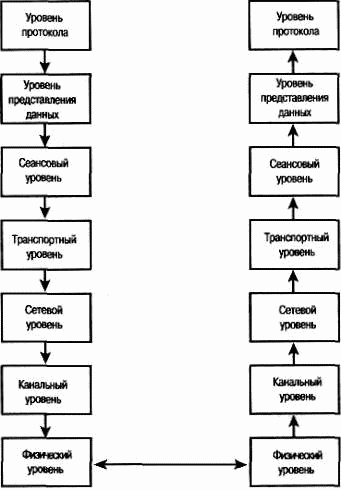 Уровень
протокола
Уровень
представления
данных
Сеансовый
уровень
Транспортный
уровень
Сетевой
уровень
Канальный
уровень
Физический
уровень
Уровень
протокола
Уровень
представления
данных
Сеансовый
уровень
Транспортный
уровень
Сетевой
уровень
Канальный
уровень
Физический
уровень